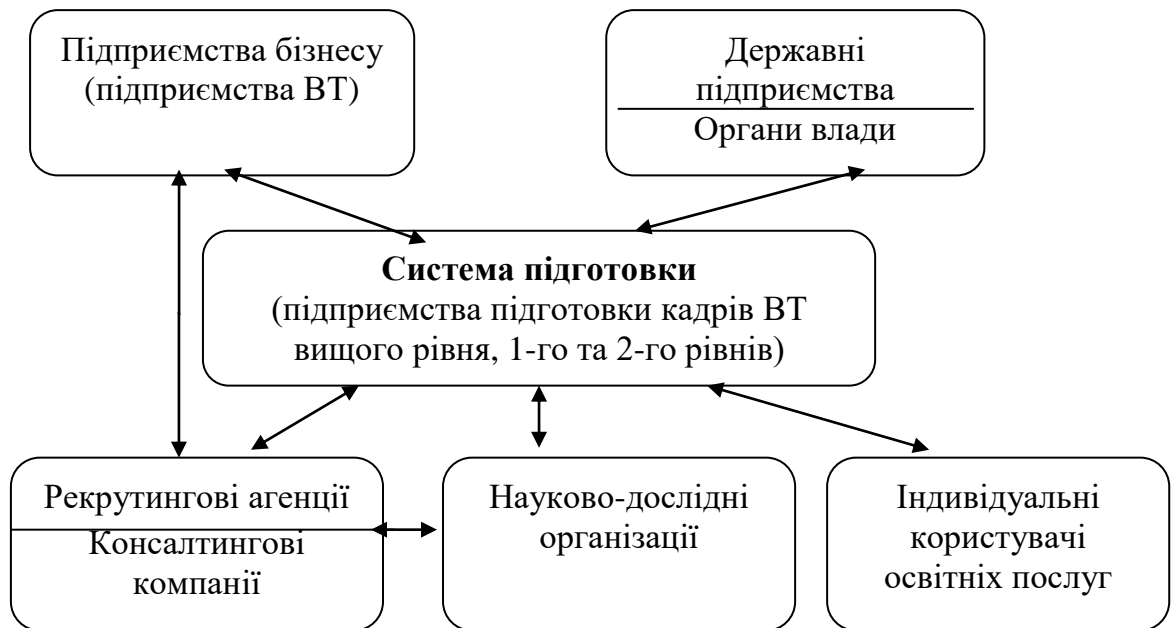 Підприємства бізнесу
(підприємства ВТ)
Державні
підприємства
Органи влади
Система підготовки
(підприємства підготовки кадрів ВТ
вищого рівня, 1-го та 2-го рівнів)
Рекрутингові агенції
Консалтингові
компанії
Науково-дослідні
організації
Індивідуальні
користувачі
освітніх послуг